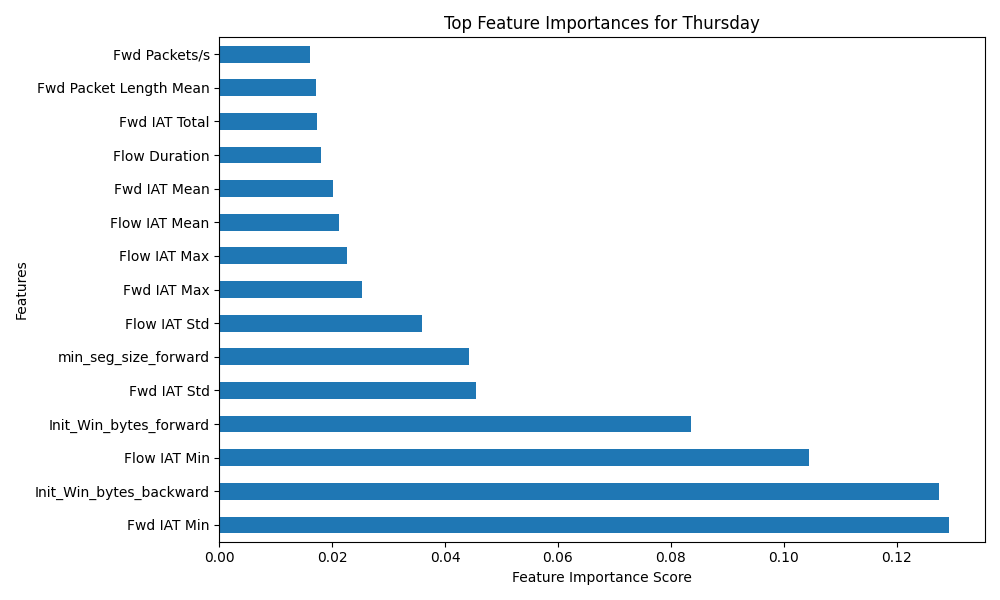 Top Feature Importances for Thursday
Fwd Packets/s
Fwd Packet Length Mean
Fwd IAT Total
Flow Duration
Fwd IAT Mean
Flow IAT Mean
Flow IAT Max
Fwd IAT Max
Flow IAT Std
min_seg_size_forward
Fwd IAT Std
Init_Win_bytes_forward
Flow IAT Min
Init_Win_bytes_backward
Fwd IAT Min
Features
0.00 0.02 0.04 0.06 0.08 0.10 0.12
Feature Importance Score